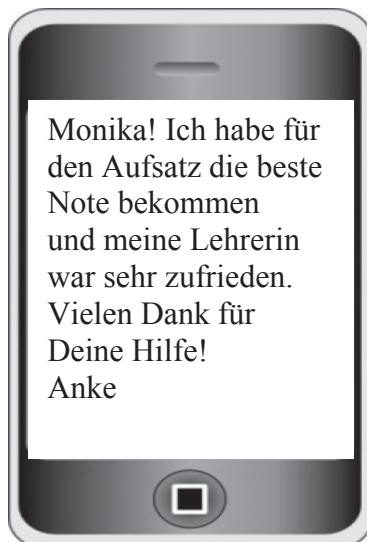 Monika! Ich habe für
den Aufsatz die beste
Note bekommen
und meine Lehrerin
war sehr zufrieden.
Vielen Dank für
Deine Hilfe!
Anke